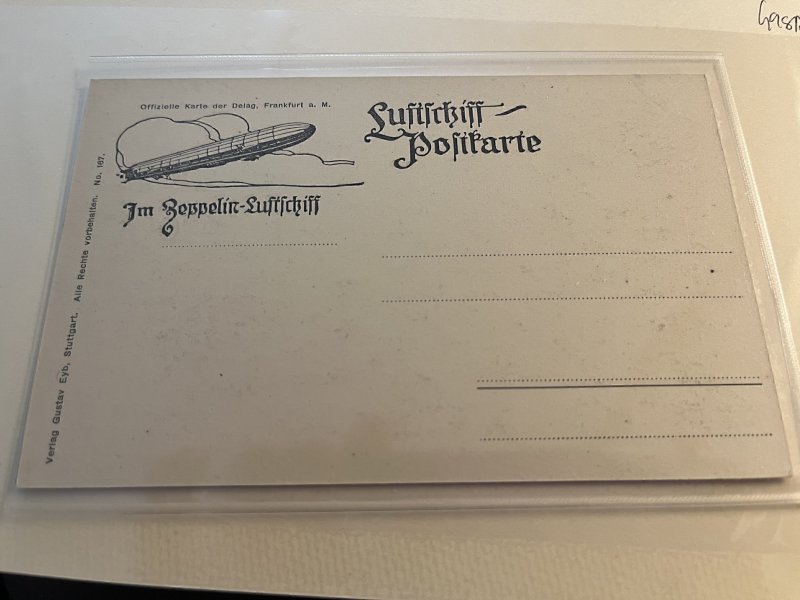 Offizielle Karte der Delag, Frankfurt a. M.
Luftschiff-
Postkarte
Im Zeppelin-Luftschiff
Verlag Gustav Eyb, Stuttgart. Alle Rechte vorbehalten. No. 167.